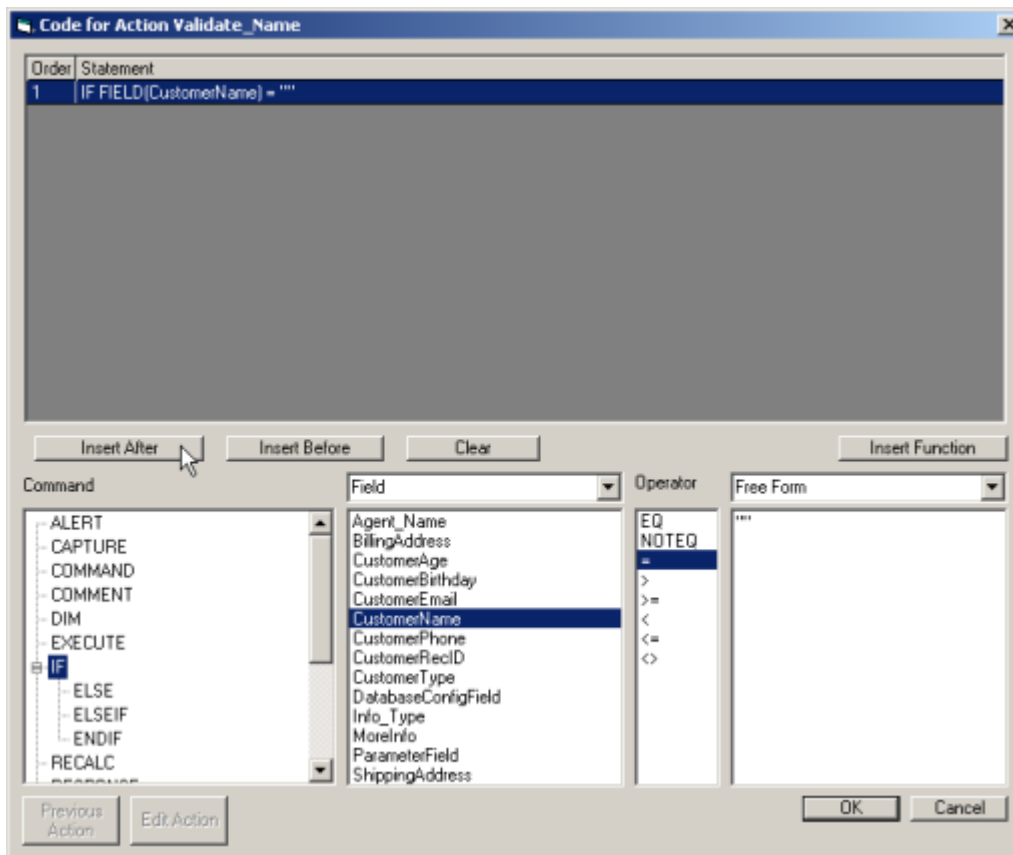 Code for Action Validate_Name
Order Statement
1 IF FIELD(CustomerName) = ""
Insert After Insert Before Clear Insert Function
Command Field Operator Free Form
ALERT
CAPTURE
COMMAND
COMMENT
DIM
EXECUTE
IF
ELSE
ELSEIF
ENDIF
RECALC
Agent_Name
BillingAddress
CustomerAge
CustomerBirthday
CustomerEmail
CustomerName
CustomerPhone
CustomerRecID
CustomerType
DatabaseConfigField
Info_Type
MoreInfo
ParameterField
ShippingAddress
EQ
NOTEQ
=
>
>=
<
<=
<>
""
Previous
Action
Edit Action
OK Cancel